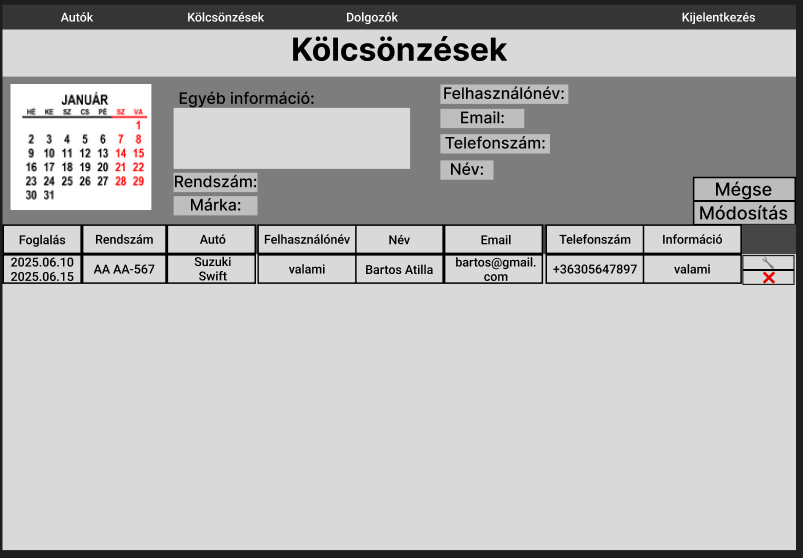 Autók Kölcsönzések Dolgozók Kijelentkezés
Kölcsönzések
JANUÁR
HÉ KE SZ CS PÉ SZ VA
1
2 3 4 5 6 7 8
9 10 11 12 13 14 15
16 17 18 19 20 21 22
23 24 25 26 27 28 29
30 31
Egyéb információ:
Rendszám:
Márka:
Felhasználónév:
Email:
Telefonszám:
Név:
Mégse
Módosítás
Foglalás Rendszám Autó Felhasználónév Név Email Telefonszám Információ
2025.06.10
2025.06.15
AA AA-567
Suzuki
Swift
valami
Bartos Atilla
bartos@gmail.
com
+36305647897
valami